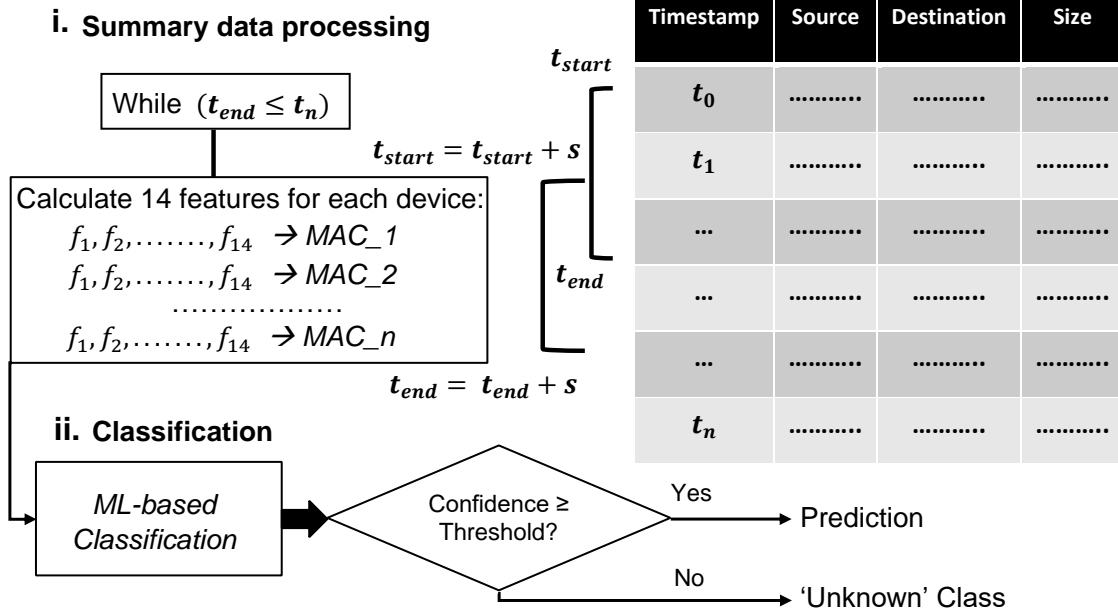 i. Summary data processing
While (t_end ≤ t_n)
Calculate 14 features for each device:
f_1, f_2, ......., f_14 → MAC_1
f_1, f_2, ......., f_14 → MAC_2
..................
f_1, f_2, ......., f_14 → MAC_n
t_start
t_start = t_start + s
t_end
t_end = t_end + s
Timestamp Source Destination Size
t_0 ........... ........... ...........
t_1 ........... ........... ...........
... ........... ........... ...........
... ........... ........... ...........
... ........... ........... ...........
t_n ........... ........... ...........
ii. Classification
ML-based
Classification
Confidence ≥
Threshold?
Yes
Prediction
No
'Unknown' Class